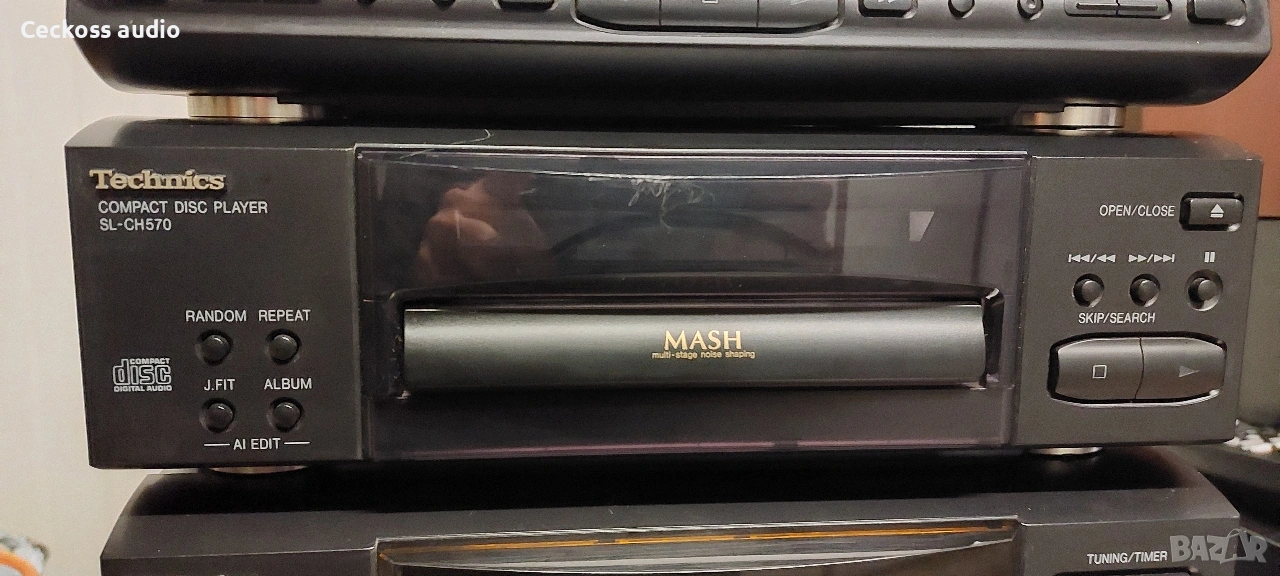 Ceckoss audio
Technics
COMPACT DISC PLAYER
SL-CH570
OPEN/CLOSE
SKIP/SEARCH
RANDOM REPEAT
MASH
multi-stage noise shaping
COMPACT
disc
DIGITAL AUDIO
J.FIT ALBUM
AI EDIT
TUNING/TIMER
BAZAR